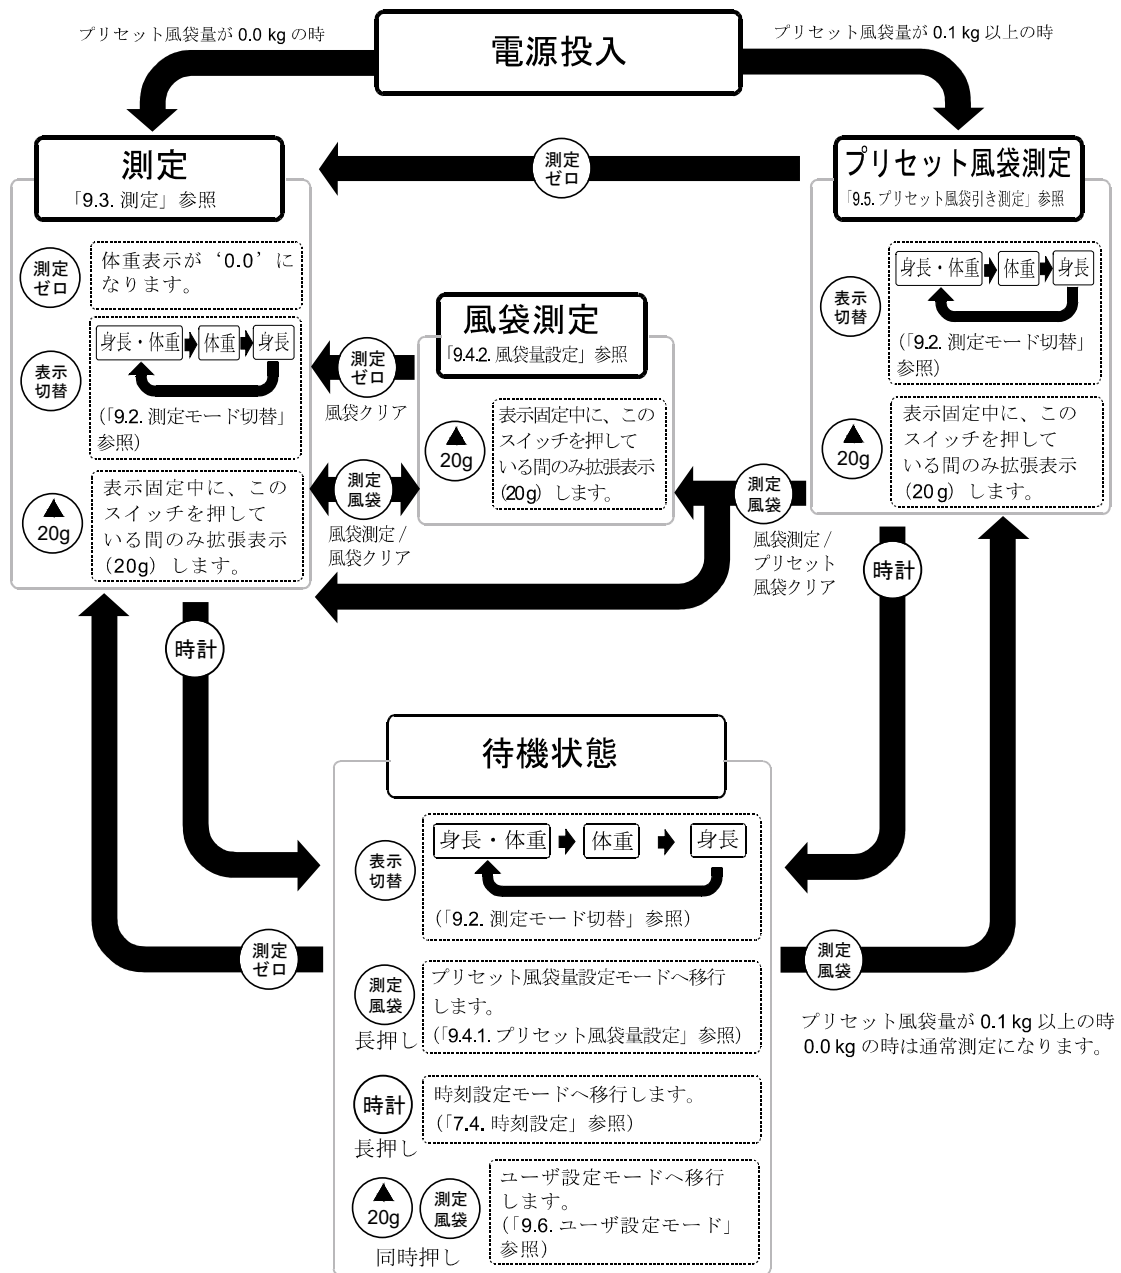 プリセット風袋量が 0.0 kg の時
電源投入
プリセット風袋量が 0.1 kg 以上の時
測定
「9.3. 測定」参照
測定
ゼロ
体重表示が‘0.0’に
なります。
表示
切替
身長・体重 体重 身長
(「9.2. 測定モード切替」
参照)
▲
20g
表示固定中に、この
スイッチを押して
いる間のみ拡張表示
(20g) します。
測定
ゼロ
プリセット風袋測定
「9.5. プリセット風袋引き測定」参照
表示
切替
身長・体重 体重 身長
(「9.2. 測定モード切替」
参照)
▲
20g
表示固定中に、この
スイッチを押して
いる間のみ拡張表示
(20g) します。
風袋測定
「9.4.2. 風袋量設定」参照
▲
20g
表示固定中に、この
スイッチを押して
いる間のみ拡張表示
(20g) します。
測定
ゼロ
風袋クリア
測定
風袋
風袋測定 /
風袋クリア
測定
風袋
風袋測定 /
プリセット
風袋クリア
時計
時計
待機状態
表示
切替
身長・体重 体重 身長
(「9.2. 測定モード切替」参照)
測定
ゼロ
測定
風袋
プリセット風袋量が 0.1 kg 以上の時
0.0 kg の時は通常測定になります。
測定
風袋
長押し
プリセット風袋量設定モードへ移行
します。
(「9.4.1. プリセット風袋量設定」参照)
時計
長押し
時刻設定モードへ移行します。
(「7.4. 時刻設定」参照)
▲
20g
測定
風袋
同時押し
ユーザ設定モードへ移行
します。
(「9.6. ユーザ設定モード」
参照)